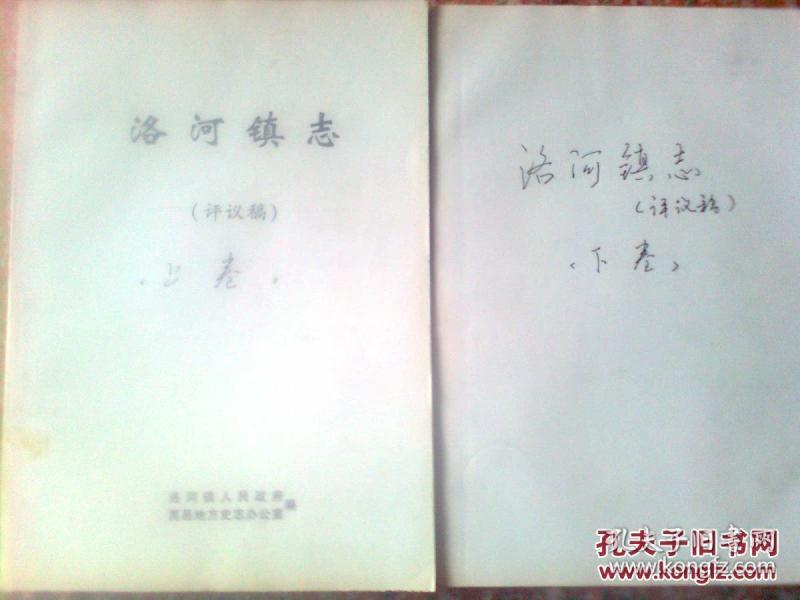 洛河镇志
（评议稿）
（上卷）
洛河镇人民政府
莒县地方史志办公室
编
洛河镇志
（评议稿）
（下卷）
孔夫子旧书网
www.kongfz.com